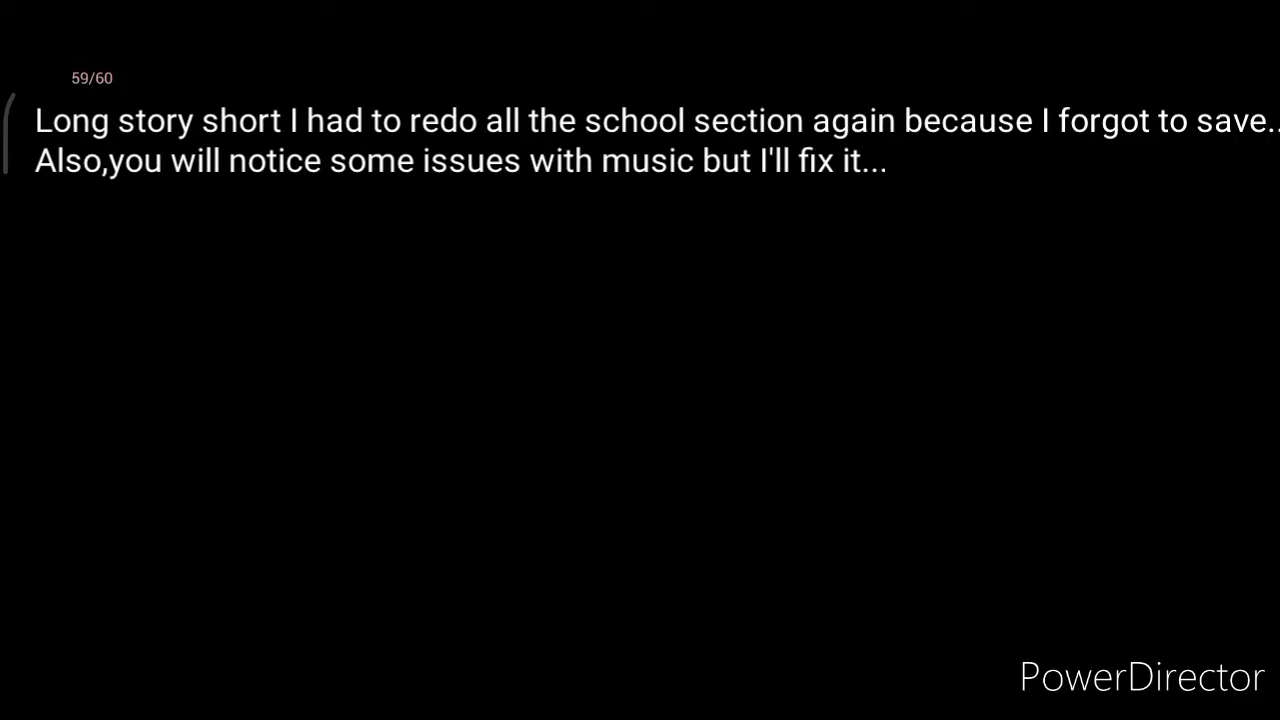 59/60
Long story short I had to redo all the school section again because I forgot to save..
Also,you will notice some issues with music but I'll fix it...
PowerDirector